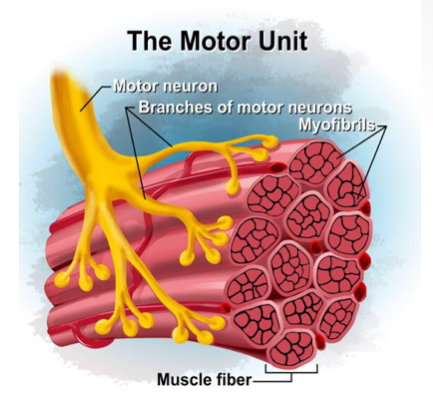 The Motor Unit
Motor neuron
Branches of motor neurons
Myofibrils
Muscle fiber